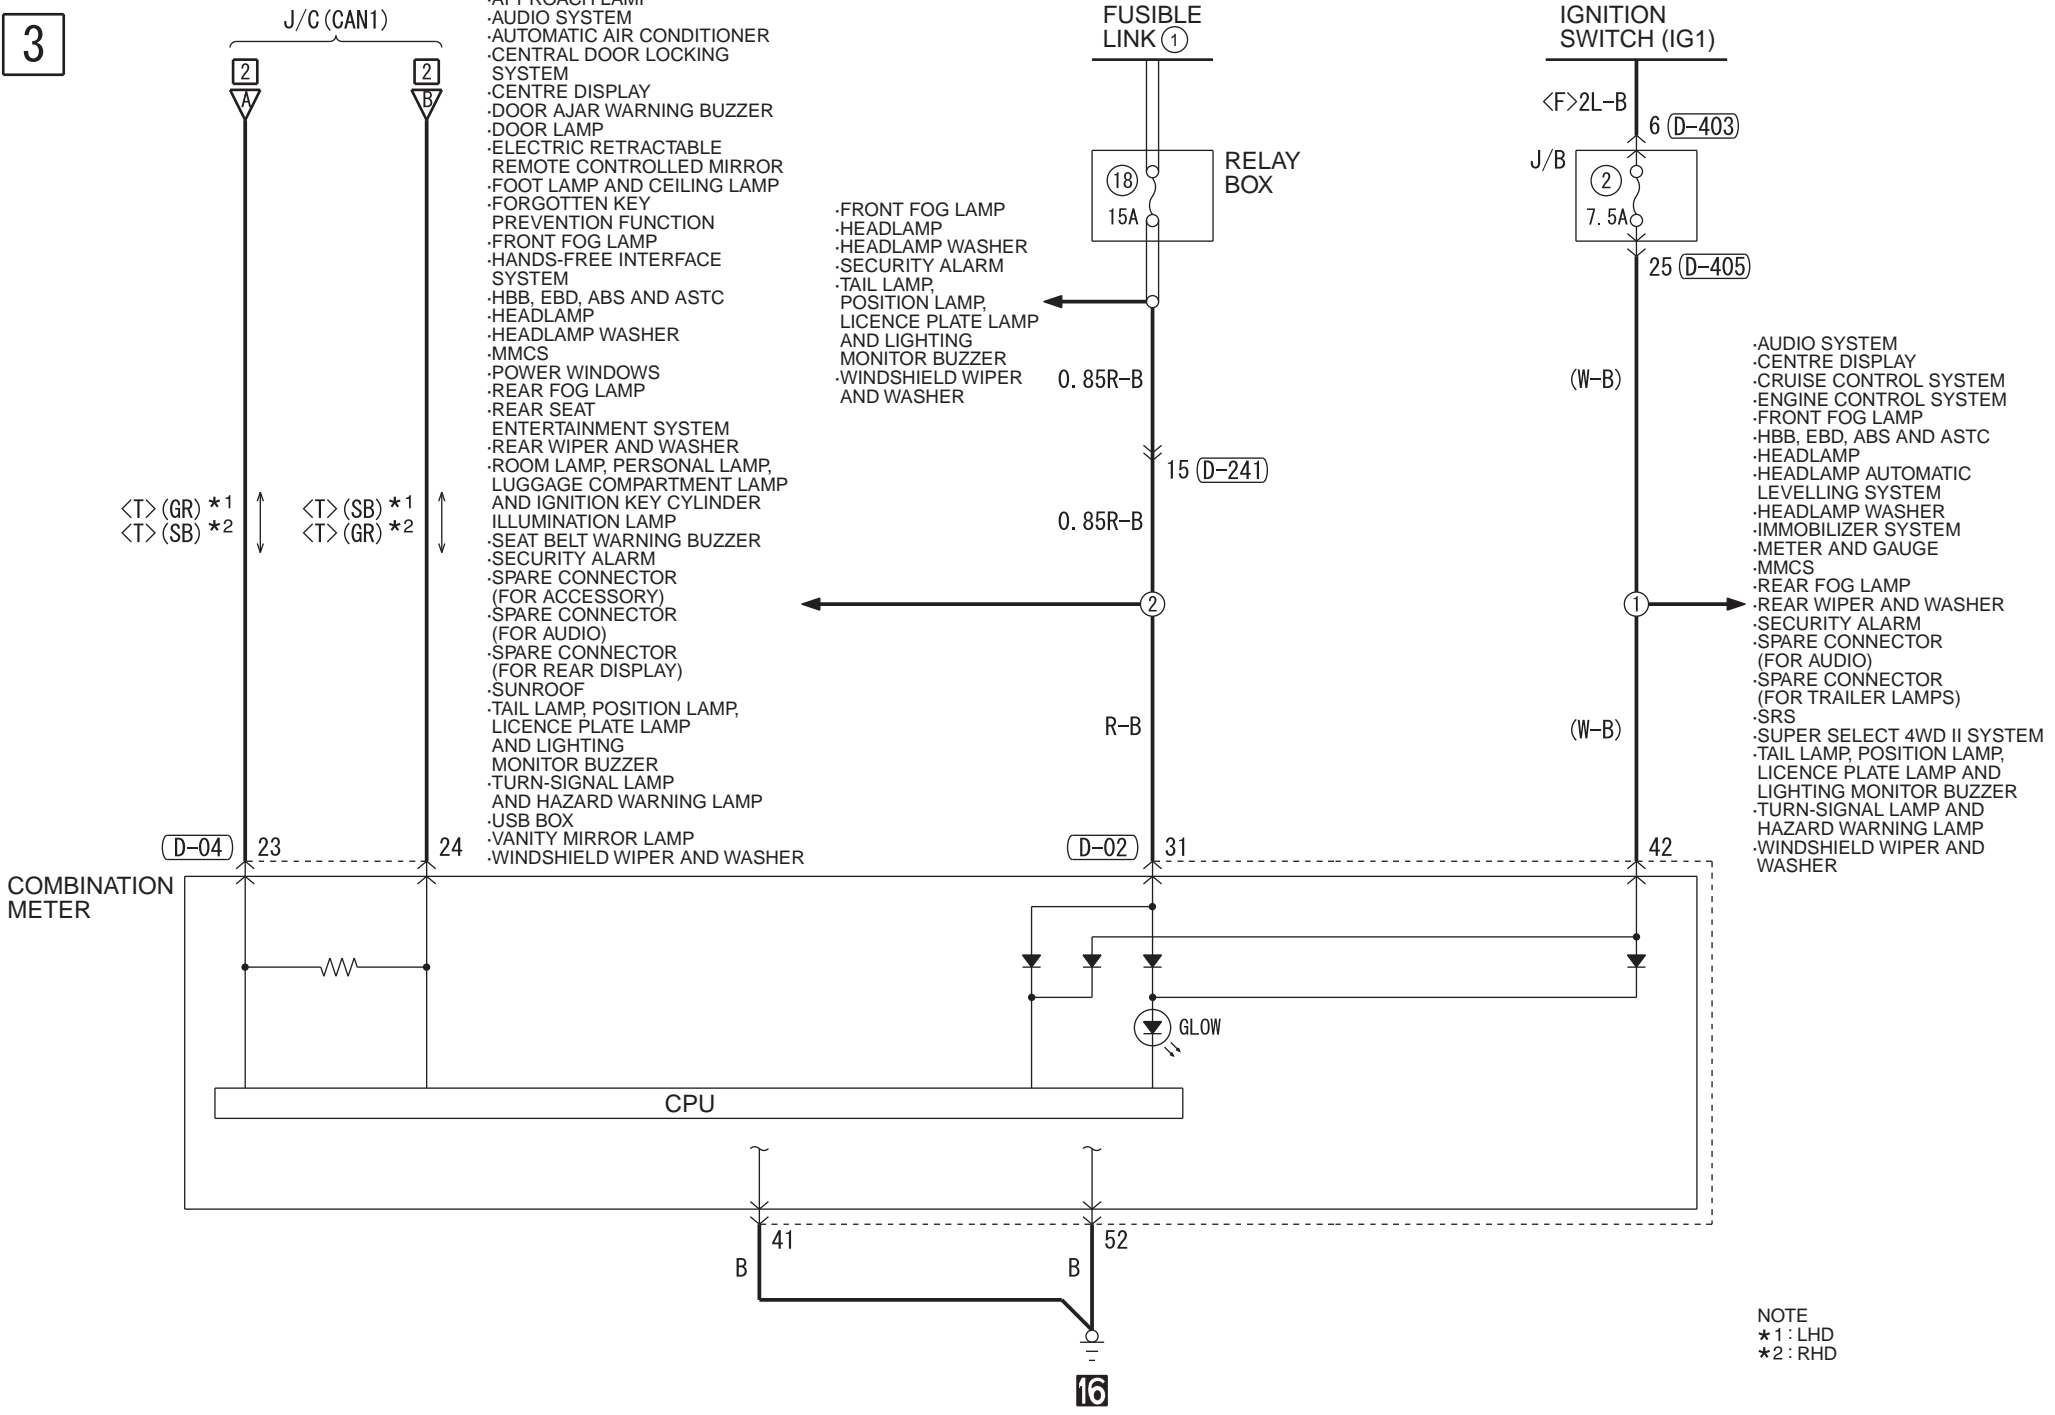 3
J/C (CAN1)
2
2
A
B
·APPROACH LAMP
·AUDIO SYSTEM
·AUTOMATIC AIR CONDITIONER
·CENTRAL DOOR LOCKING
SYSTEM
·CENTRE DISPLAY
·DOOR AJAR WARNING BUZZER
·DOOR LAMP
·ELECTRIC RETRACTABLE
REMOTE CONTROLLED MIRROR
·FOOT LAMP AND CEILING LAMP
·FORGOTTEN KEY
PREVENTION FUNCTION
·FRONT FOG LAMP
·HANDS-FREE INTERFACE
SYSTEM
·HBB, EBD, ABS AND ASTC
·HEADLAMP
·HEADLAMP WASHER
·MMCS
·POWER WINDOWS
·REAR FOG LAMP
·REAR SEAT
ENTERTAINMENT SYSTEM
·REAR WIPER AND WASHER
·ROOM LAMP, PERSONAL LAMP,
LUGGAGE COMPARTMENT LAMP
AND IGNITION KEY CYLINDER
ILLUMINATION LAMP
·SEAT BELT WARNING BUZZER
·SECURITY ALARM
·SPARE CONNECTOR
(FOR ACCESSORY)
·SPARE CONNECTOR
(FOR AUDIO)
·SPARE CONNECTOR
(FOR REAR DISPLAY)
·SUNROOF
·TAIL LAMP, POSITION LAMP,
LICENCE PLATE LAMP
AND LIGHTING
MONITOR BUZZER
·TURN-SIGNAL LAMP
AND HAZARD WARNING LAMP
·USB BOX
·VANITY MIRROR LAMP
·WINDSHIELD WIPER AND WASHER
<T>(GR) *1
<T>(SB) *2
<T>(SB) *1
<T>(GR) *2
FUSIBLE
LINK 1
18
15A
RELAY
BOX
·FRONT FOG LAMP
·HEADLAMP
·HEADLAMP WASHER
·SECURITY ALARM
·TAIL LAMP,
POSITION LAMP,
LICENCE PLATE LAMP
AND LIGHTING
MONITOR BUZZER
·WINDSHIELD WIPER
AND WASHER
0.85R-B
15 D-241
0.85R-B
2
R-B
IGNITION
SWITCH (IG1)
<F>2L-B
6 D-403
J/B
2
7.5A
25 D-405
(W-B)
1
(W-B)
·AUDIO SYSTEM
·CENTRE DISPLAY
·CRUISE CONTROL SYSTEM
·ENGINE CONTROL SYSTEM
·FRONT FOG LAMP
·HBB, EBD, ABS AND ASTC
·HEADLAMP
·HEADLAMP AUTOMATIC
LEVELLING SYSTEM
·HEADLAMP WASHER
·IMMOBILIZER SYSTEM
·METER AND GAUGE
·MMCS
·REAR FOG LAMP
·REAR WIPER AND WASHER
·SECURITY ALARM
·SPARE CONNECTOR
(FOR AUDIO)
·SPARE CONNECTOR
(FOR TRAILER LAMPS)
·SRS
·SUPER SELECT 4WD II SYSTEM
·TAIL LAMP, POSITION LAMP,
LICENCE PLATE LAMP AND
LIGHTING MONITOR BUZZER
·TURN-SIGNAL LAMP AND
HAZARD WARNING LAMP
·WINDSHIELD WIPER AND
WASHER
D-04 23
24
D-02 31
42
COMBINATION
METER
GLOW
CPU
41
52
B
B
16
NOTE
*1 : LHD
*2 : RHD